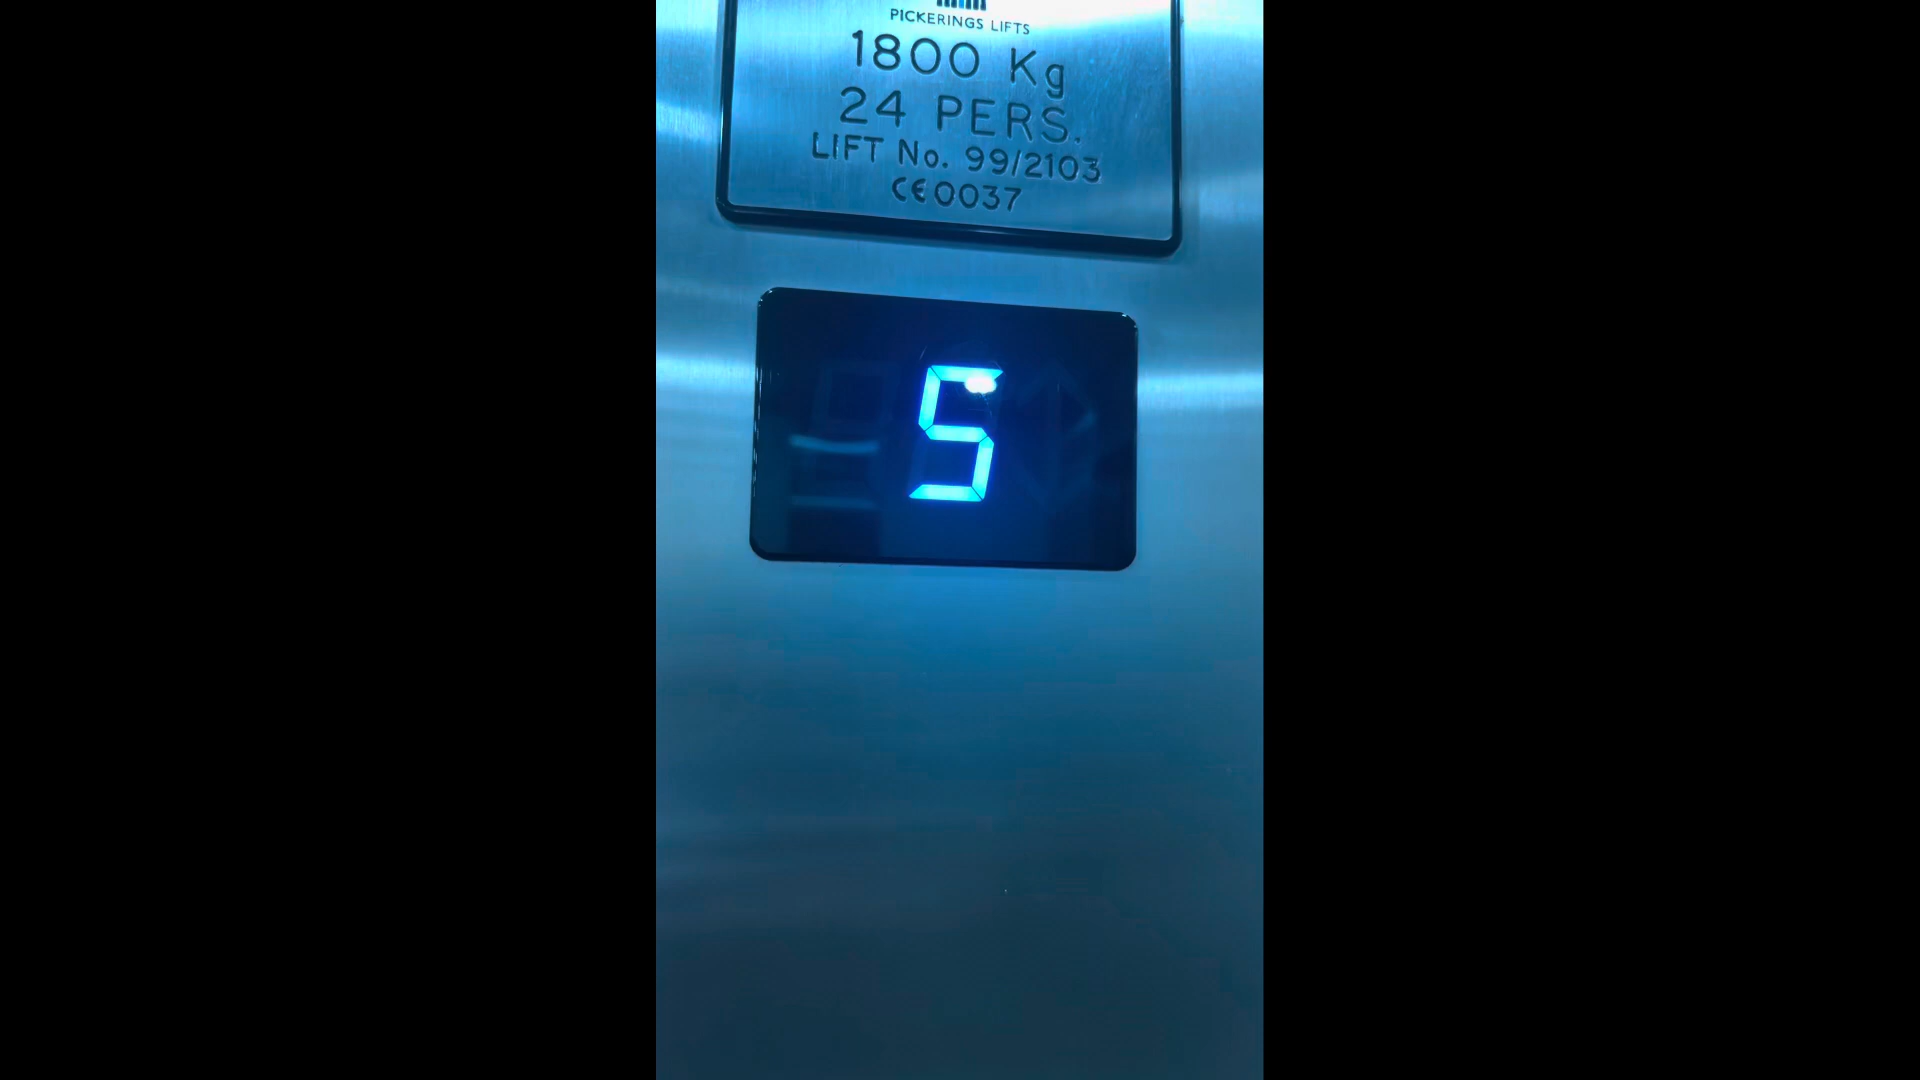 PICKERINGS LIFTS
1800 Kg
24 PERS.
LIFT No. 99/2103
CE0037
5